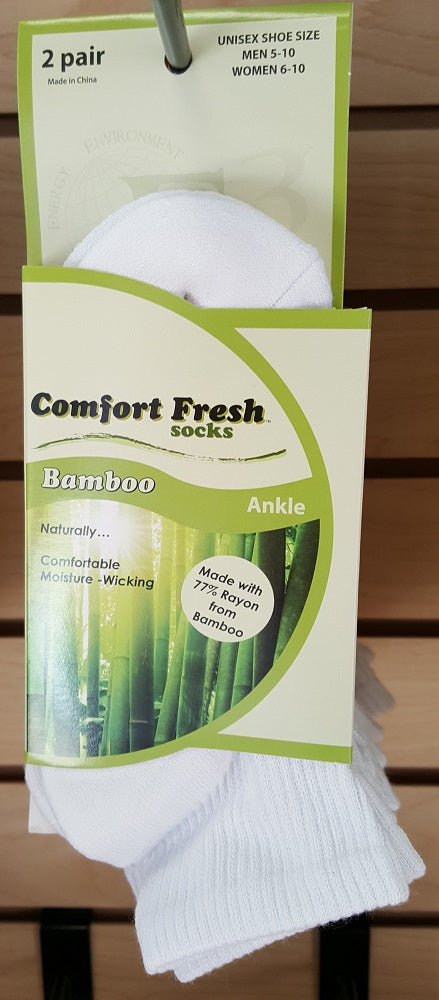 2 pair
Made in China
UNISEX SHOE SIZE
MEN 5-10
WOMEN 6-10
ENERGY ENVIRONMENT
Comfort Fresh™
socks
Bamboo
Ankle
Naturally...
Comfortable
Moisture -Wicking
Made with
77% Rayon
from
Bamboo